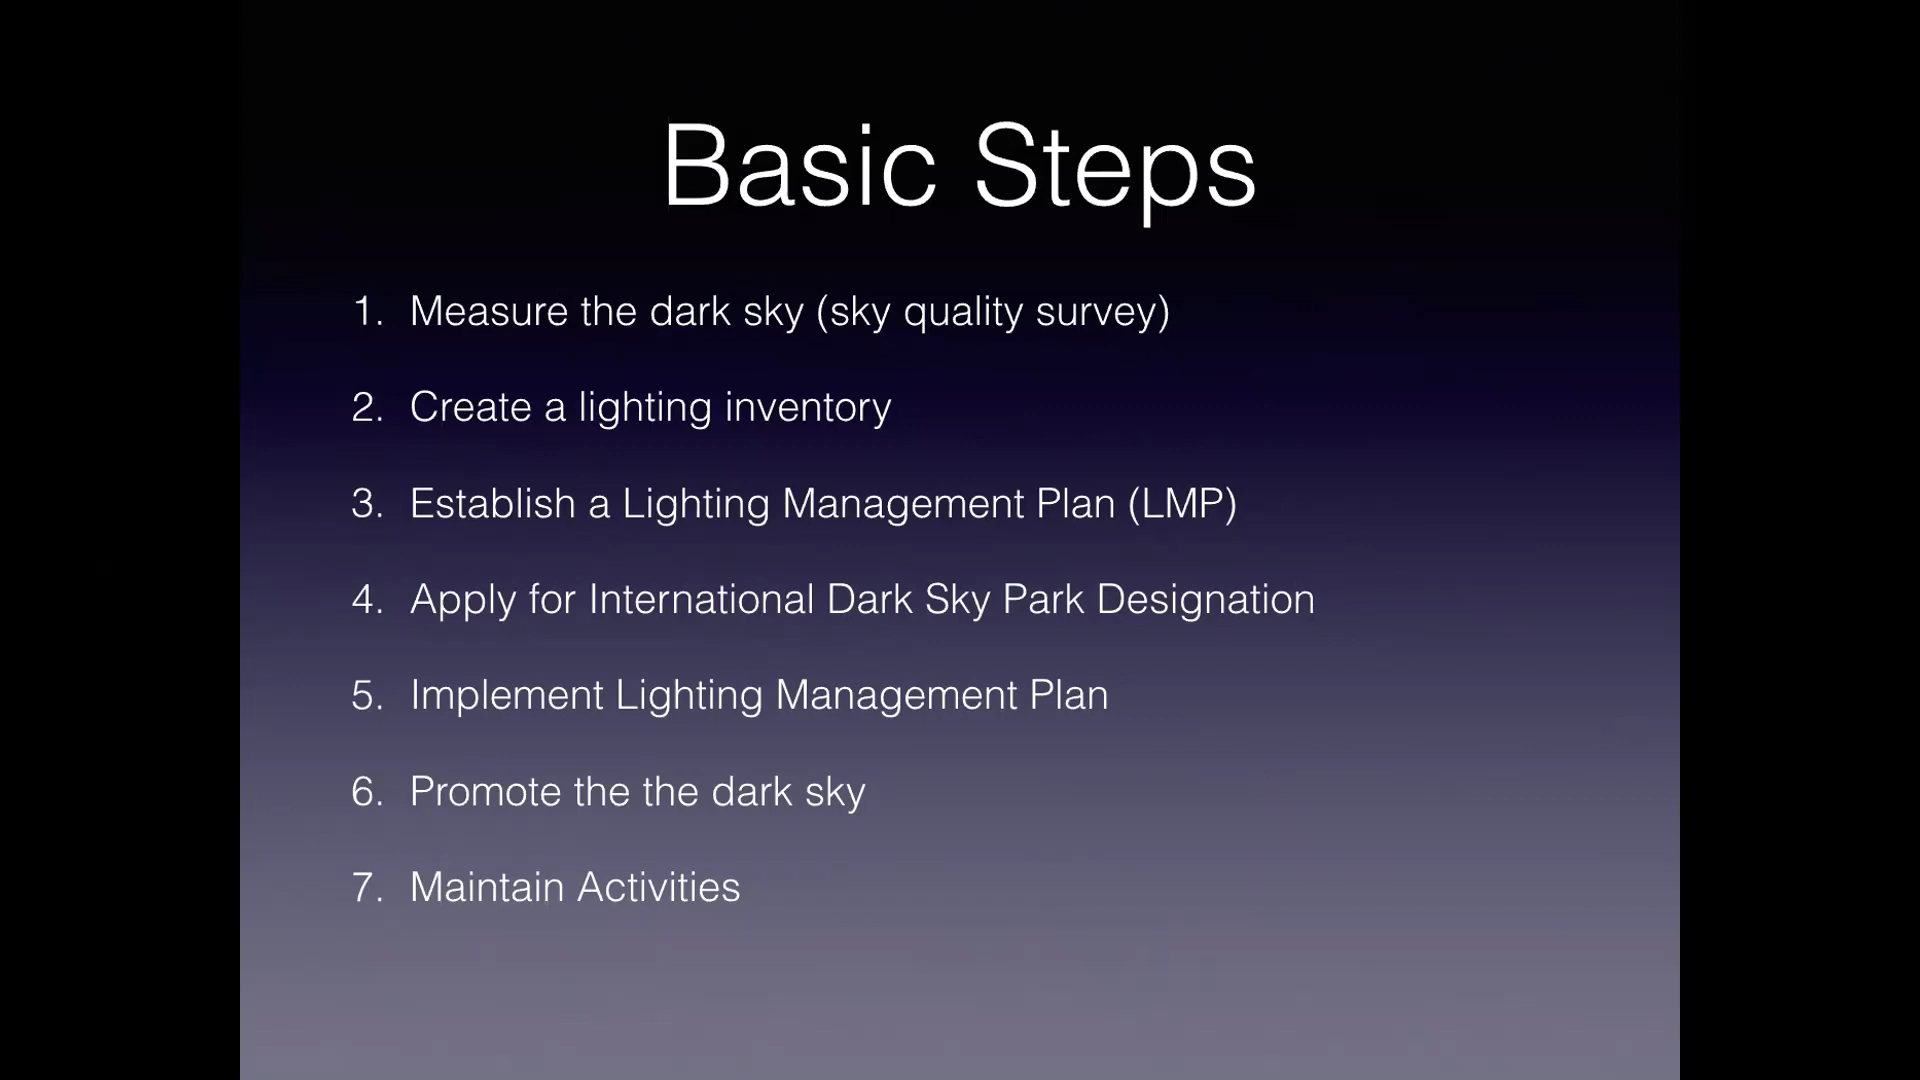 Basic Steps
1. Measure the dark sky (sky quality survey)
2. Create a lighting inventory
3. Establish a Lighting Management Plan (LMP)
4. Apply for International Dark Sky Park Designation
5. Implement Lighting Management Plan
6. Promote the the dark sky
7. Maintain Activities